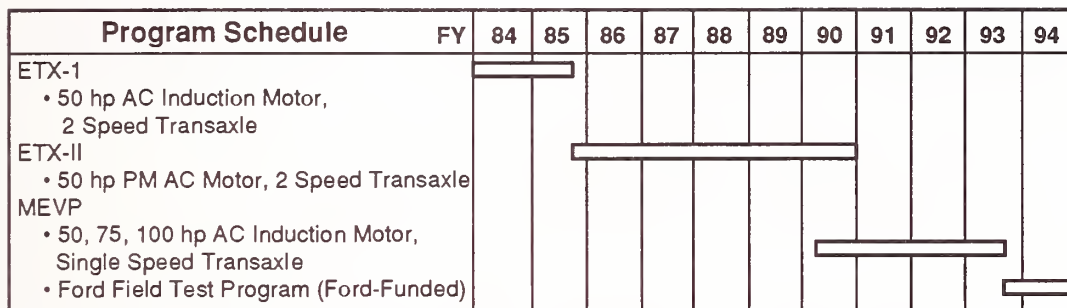 Program Schedule FY 84 85 86 87 88 89 90 91 92 93 94
ETX-1
• 50 hp AC Induction Motor,
2 Speed Transaxle
ETX-II
• 50 hp PM AC Motor, 2 Speed Transaxle
MEVP
• 50, 75, 100 hp AC Induction Motor,
Single Speed Transaxle
• Ford Field Test Program (Ford-Funded)